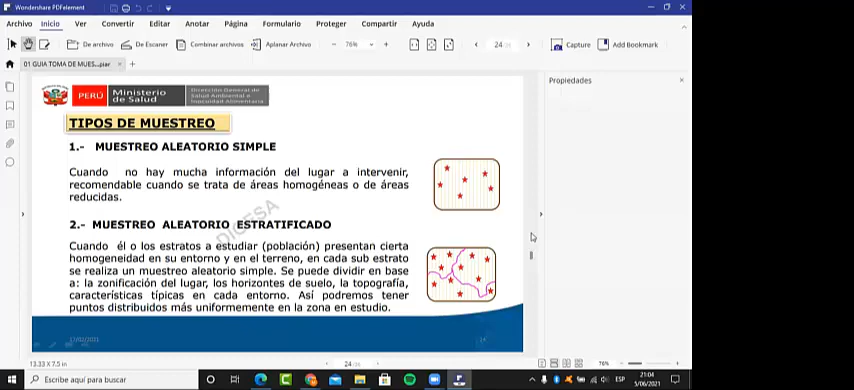 Wondershare PDFelement
Archivo Inicio Ver Convertir Editar Anotar Página Formulario Proteger Compartir Ayuda
De archivo De Escaner Combinar archivos Aplanar Archivo 76% 24 Capture Add Bookmark
01 GUIA TOMA DE MUES...piar
Propiedades
PERÚ Ministerio de Salud
Dirección General de Salud Ambiental e Inocuidad Alimentaria
TIPOS DE MUESTREO
1.- MUESTREO ALEATORIO SIMPLE
Cuando no hay mucha información del lugar a intervenir,
recomendable cuando se trata de áreas homogéneas o de áreas
reducidas.
2.- MUESTREO ALEATORIO ESTRATIFICADO
Cuando él o los estratos a estudiar (población) presentan cierta
homogeneidad en su entorno y en el terreno, en cada sub estrato
se realiza un muestreo aleatorio simple. Se puede dividir en base
a: la zonificación del lugar, los horizontes de suelo, la topografía,
características típicas en cada entorno. Así podremos tener
puntos distribuidos más uniformemente en la zona en estudio.
DIGESA
13.33 X 7.5 in
24
76%
Escribe aquí para buscar
ESP
21:04
5/06/2021